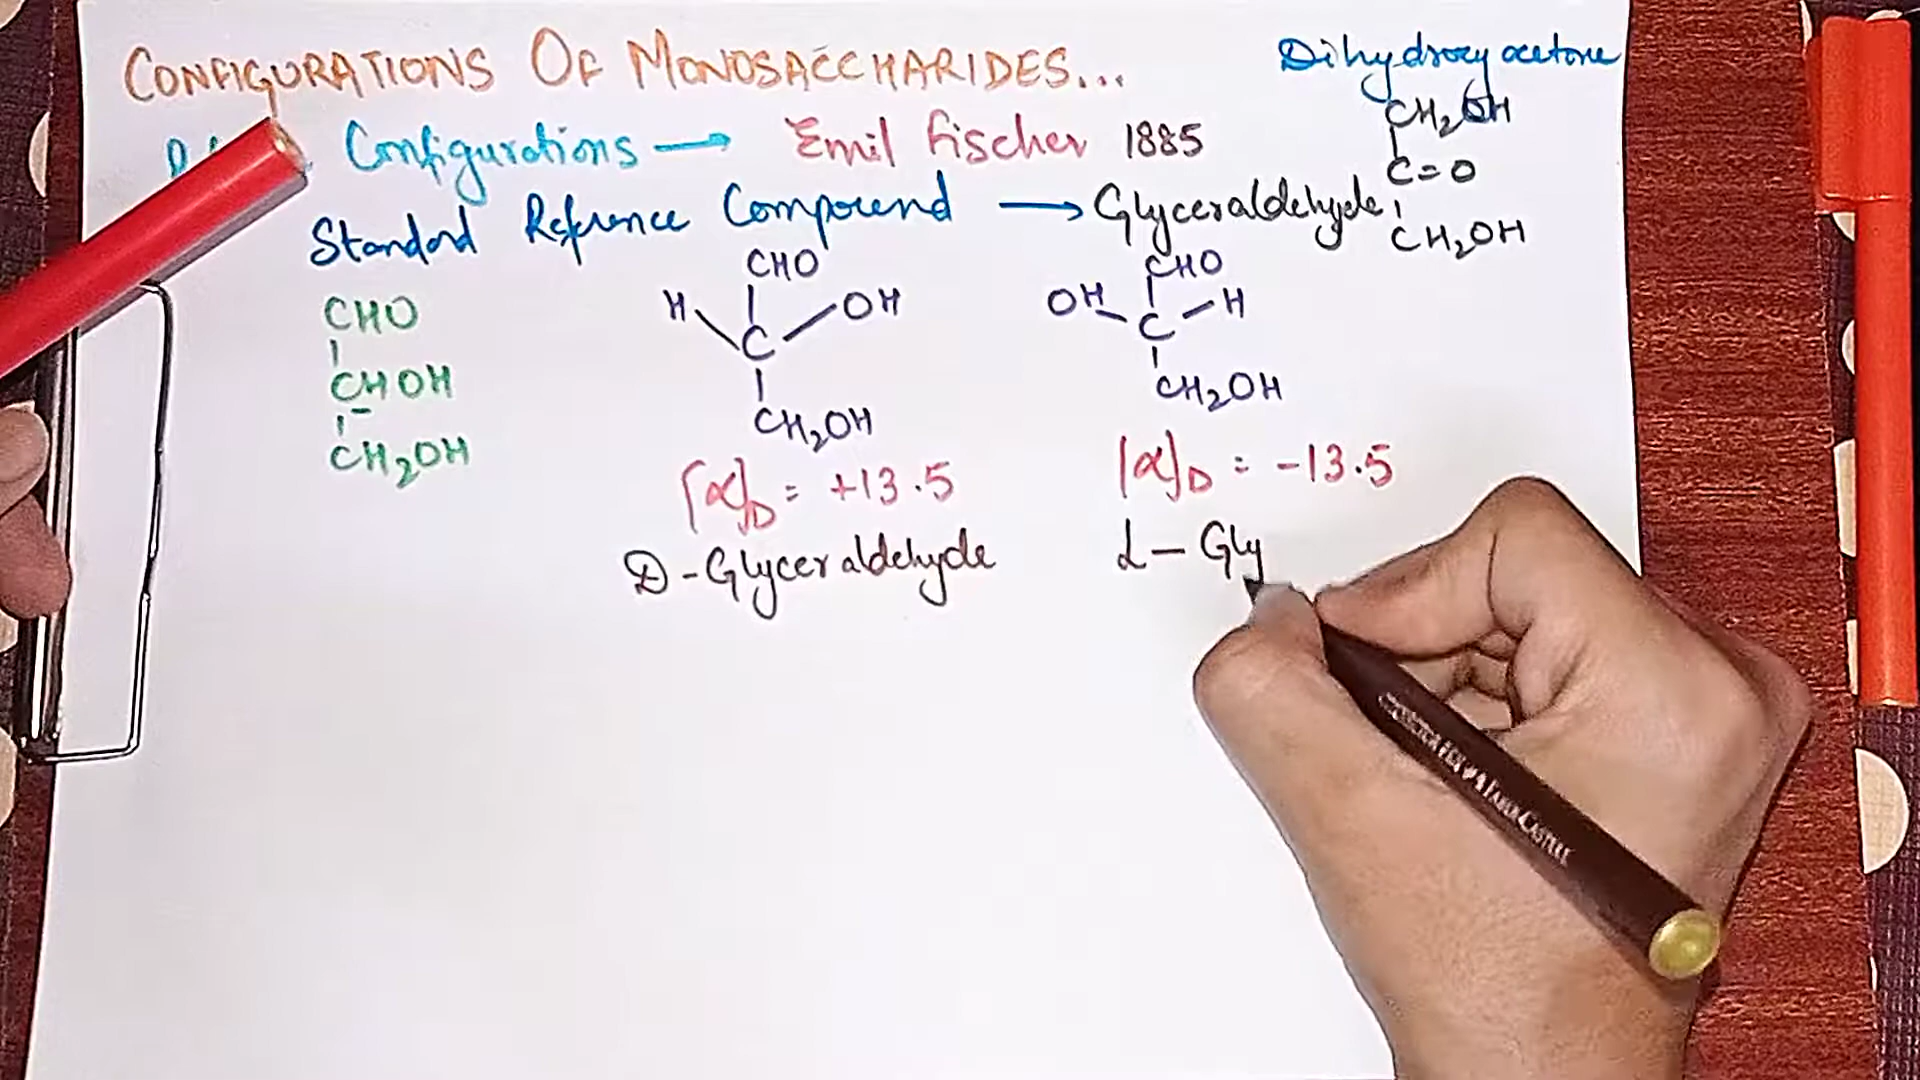 CONFIGURATIONS OF MONOSACCHARIDES...
Configurations → Emil Fischer 1885
Standard Reference Compound → Glyceraldehyde
Dihydroxy acetone
CH2OH
C=O
CH2OH
CHO
CHOH
CH2OH
CHO
H OH
C
CH2OH
[α]D = +13.5
D-Glyceraldehyde
CHO
OH H
C
CH2OH
[α]D = -13.5
L-Gly